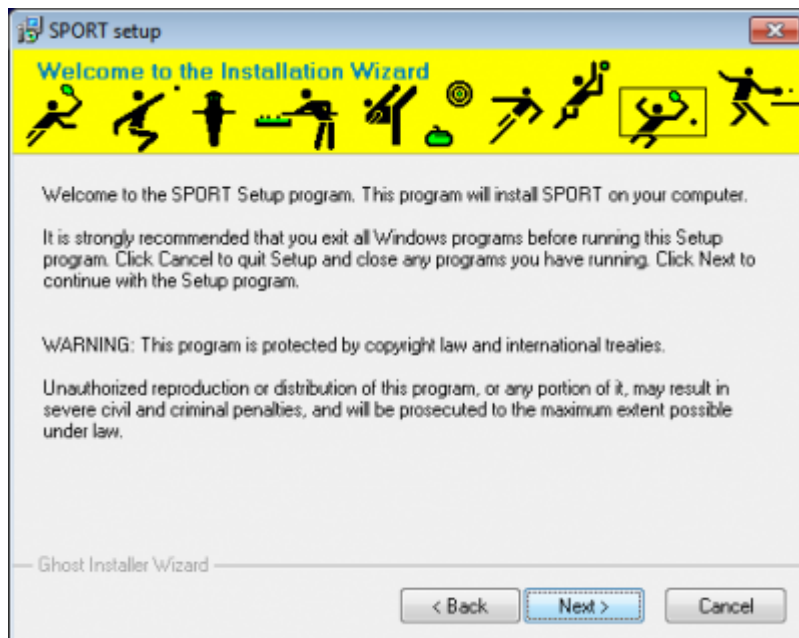 SPORT setup
Welcome to the Installation Wizard
Welcome to the SPORT Setup program. This program will install SPORT on your computer.
It is strongly recommended that you exit all Windows programs before running this Setup
program. Click Cancel to quit Setup and close any programs you have running. Click Next to
continue with the Setup program.
WARNING: This program is protected by copyright law and international treaties.
Unauthorized reproduction or distribution of this program, or any portion of it, may result in
severe civil and criminal penalties, and will be prosecuted to the maximum extent possible
under law.
Ghost Installer Wizard
< Back
Next >
Cancel